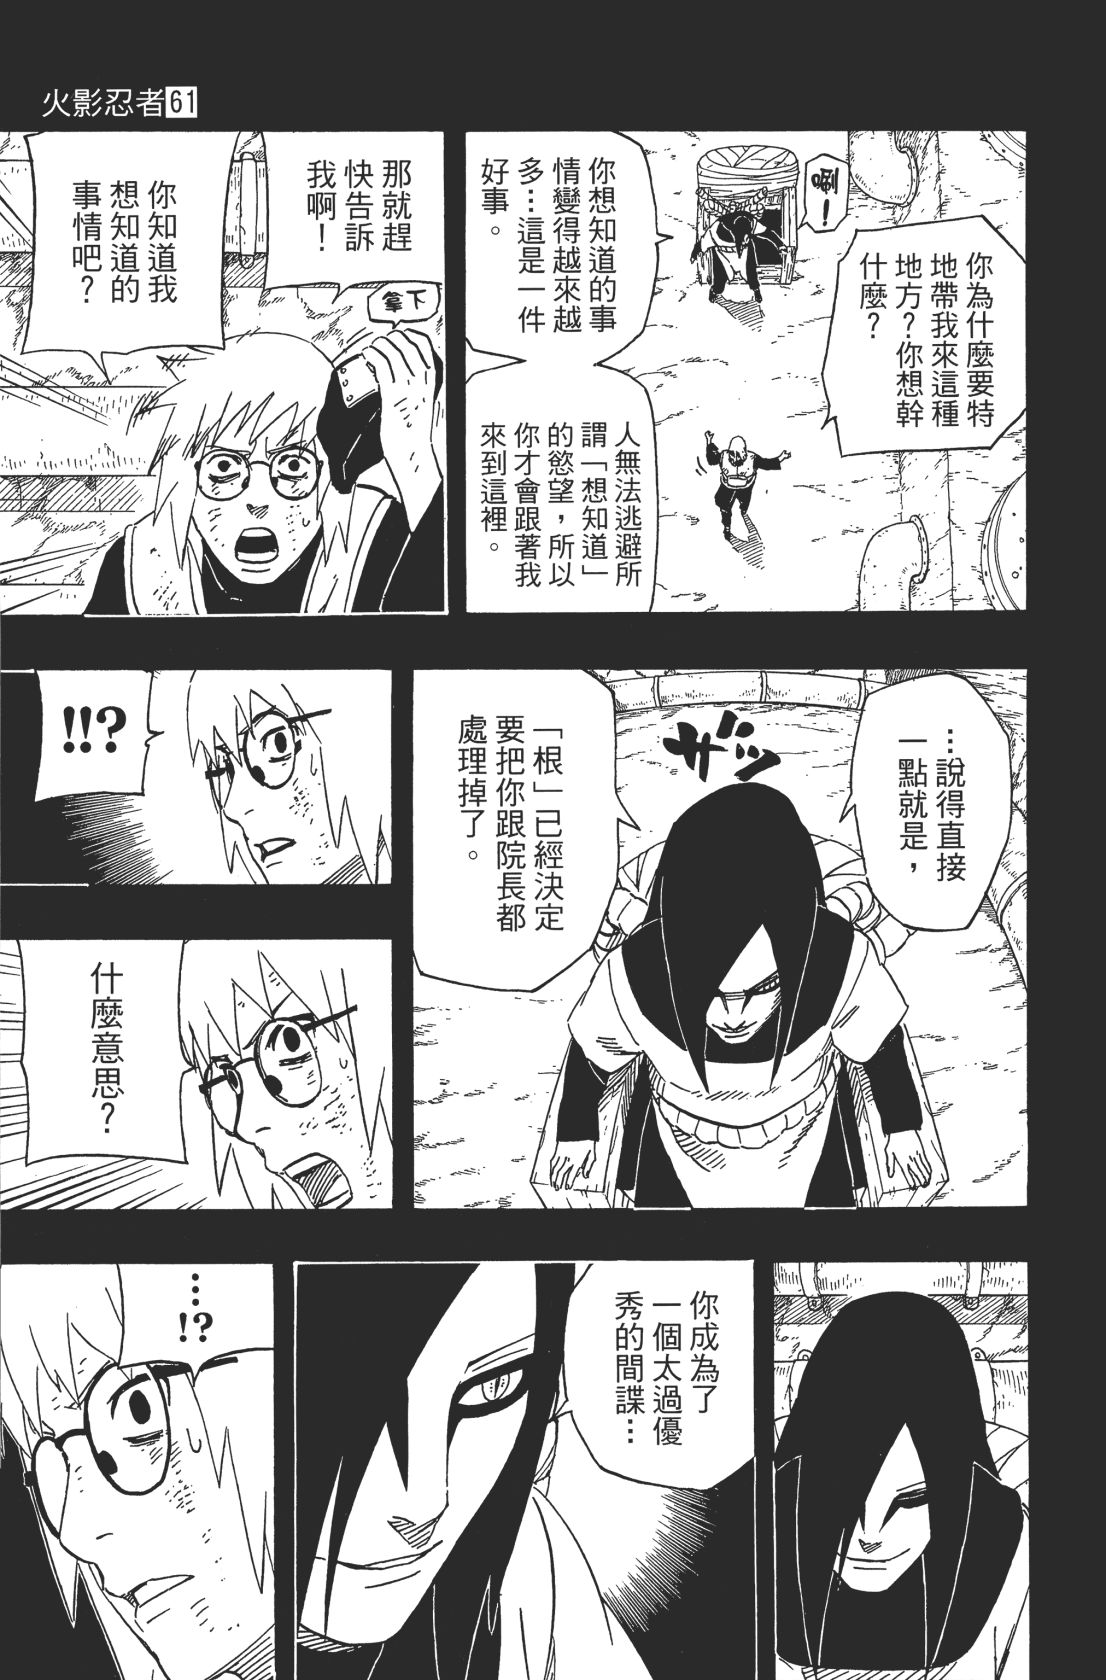 火影忍者61
你為什麼要特
地帶我來這種
地方？你想幹
什麼？
唰！
你想知道的事
情變得越來越
多…這是一件
好事。
人無法逃避所
謂「想知道」
的慾望，所以
你才會跟著我
來到這裡。
那就趕
快告訴
我啊！
拿下
你知道我
想知道的
事情吧？
…說得直接
一點就是，
ザッ
「根」已經決定
要把你跟院長都
處理掉了。
!!?
什麼意思？
你成為了
一個太過優
秀的間諜…
…!?